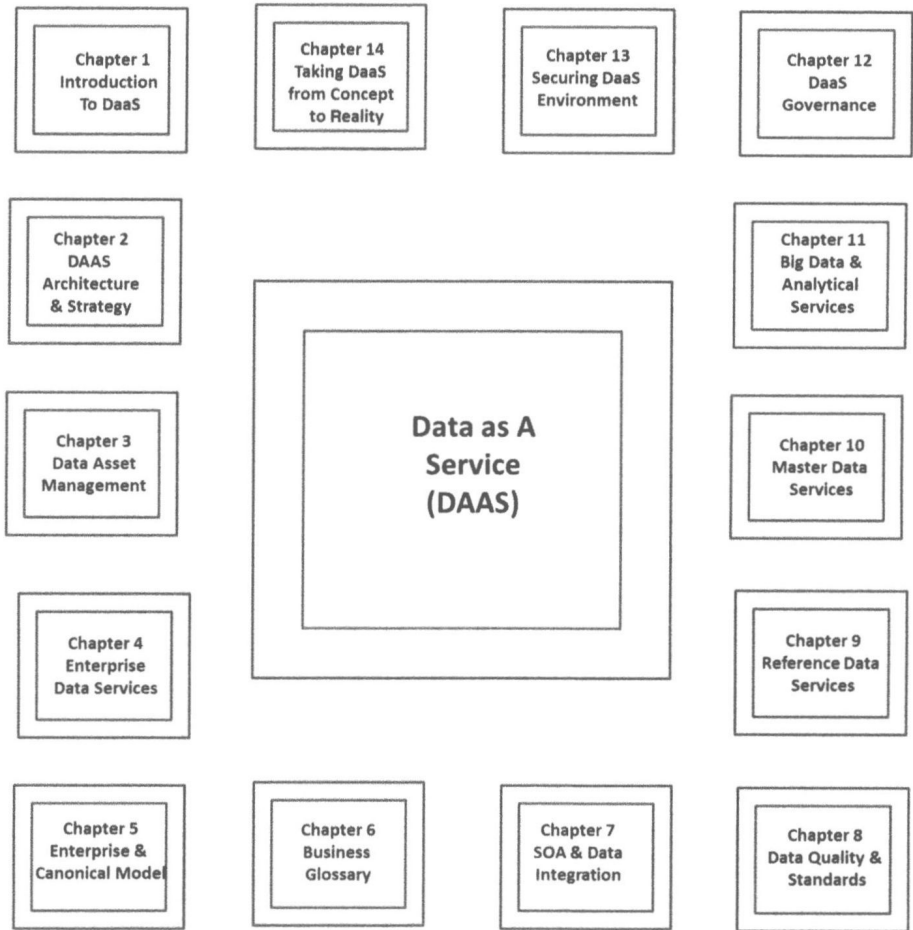 Chapter 1
Introduction
To DaaS
Chapter 14
Taking DaaS
from Concept
to Reality
Chapter 13
Securing DaaS
Environment
Chapter 12
DaaS
Governance
Chapter 2
DAAS
Architecture
& Strategy
Chapter 11
Big Data &
Analytical
Services
Data as A
Service
(DAAS)
Chapter 3
Data Asset
Management
Chapter 10
Master Data
Services
Chapter 4
Enterprise
Data Services
Chapter 9
Reference Data
Services
Chapter 5
Enterprise &
Canonical Model
Chapter 6
Business
Glossary
Chapter 7
SOA & Data
Integration
Chapter 8
Data Quality &
Standards